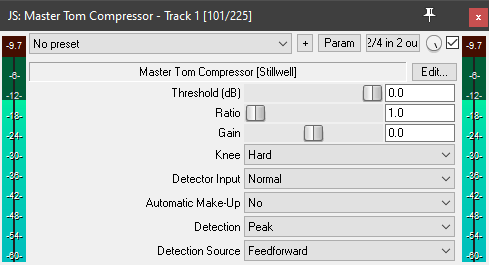 JS: Master Tom Compressor - Track 1 [101/225]
-9.7 No preset + Param 2/4 in 2 ou -9.7
Master Tom Compressor [Stillwell] Edit...
-6- Threshold (dB) 0.0 -6-
-12- Ratio 1.0 -12-
-18- Gain 0.0 -18-
-24- Knee Hard -24-
-30- Detector Input Normal -30-
-36- Automatic Make-Up No -36-
-42- Detection Peak -42-
-54- Detection Source Feedforward -54-
-60- -60-